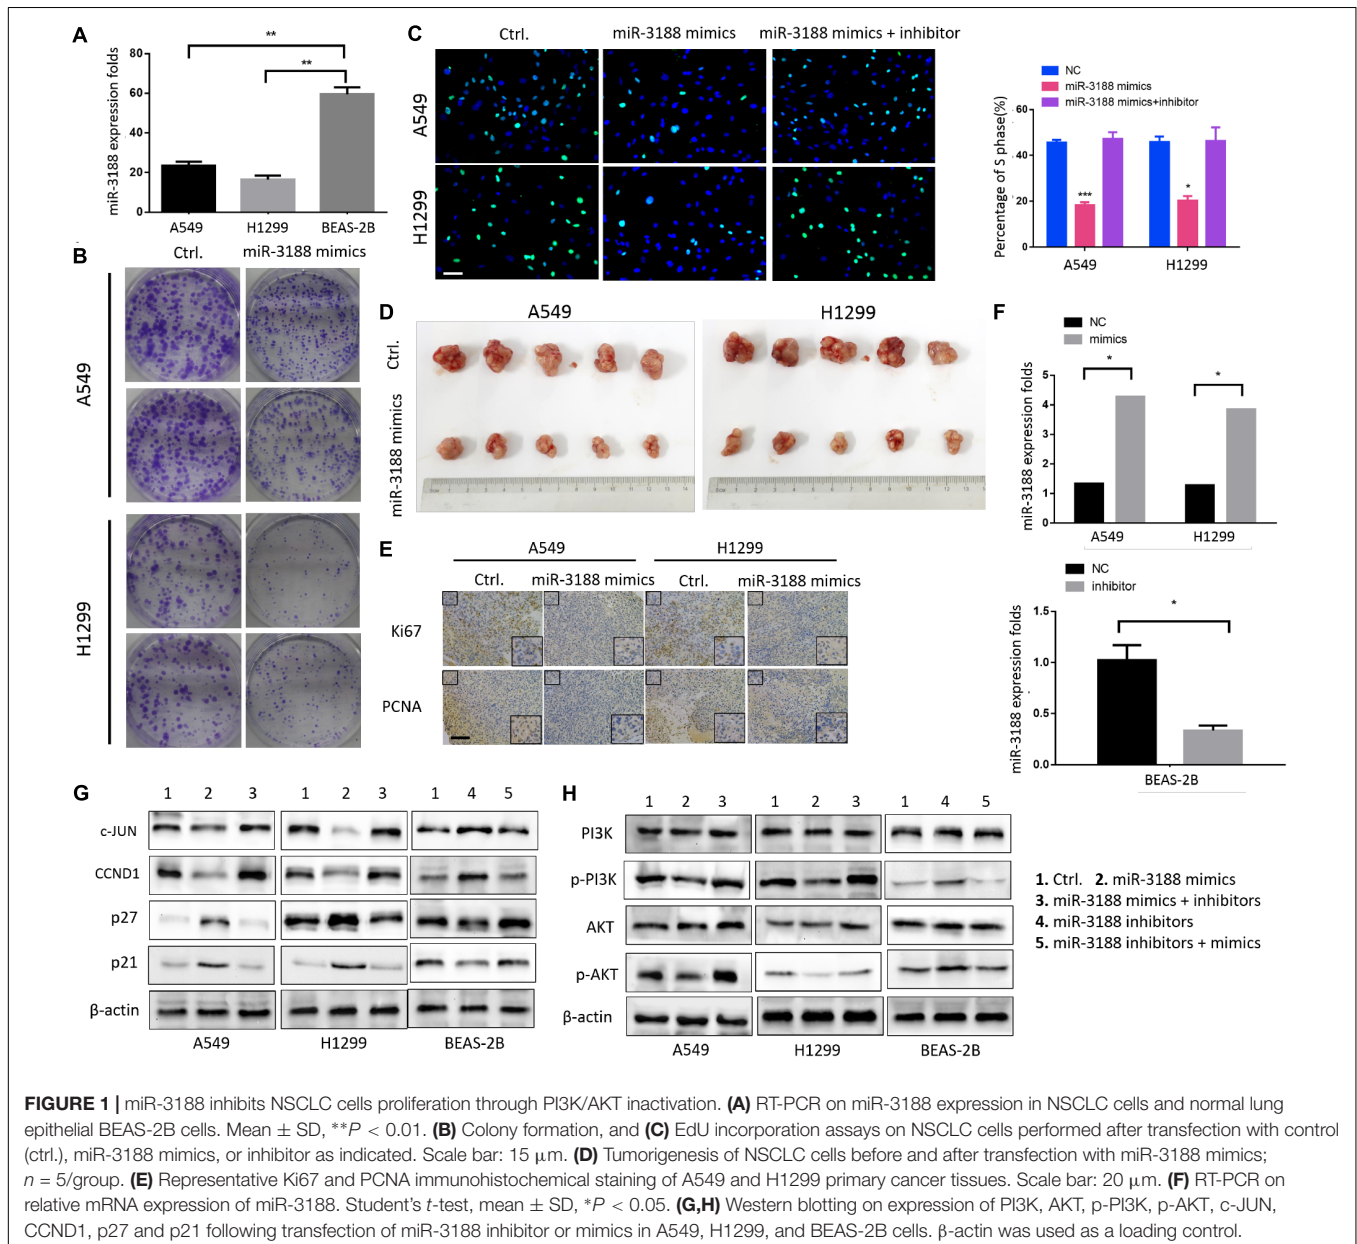 A
**
**
80
60
40
20
0
miR-3188 expression folds
A549 H1299 BEAS-2B
B
Ctrl. miR-3188 mimics
A549
H1299
C
Ctrl. miR-3188 mimics miR-3188 mimics + inhibitor
A549
H1299
NC
miR-3188 mimics
miR-3188 mimics+inhibitor
Percentage of S phase(%)
60
40
20
0
***
*
A549 H1299
D
A549 H1299
Ctrl.
miR-3188 mimics
E
A549 H1299
Ctrl. miR-3188 mimics Ctrl. miR-3188 mimics
Ki67
PCNA
F
NC
mimics
miR-3188 expression folds
5
4
3
2
1
0
*
*
A549 H1299
NC
inhibitor
miR-3188 expression folds
1.5
1.0
0.5
0.0
*
BEAS-2B
G
1 2 3 1 2 3 1 4 5
c-JUN
CCND1
p27
p21
β-actin
A549 H1299 BEAS-2B
H
1 2 3 1 2 3 1 4 5
PI3K
p-PI3K
AKT
p-AKT
β-actin
A549 H1299 BEAS-2B
1. Ctrl. 2. miR-3188 mimics
3. miR-3188 mimics + inhibitors
4. miR-3188 inhibitors
5. miR-3188 inhibitors + mimics
FIGURE 1 | miR-3188 inhibits NSCLC cells proliferation through PI3K/AKT inactivation. (A) RT-PCR on miR-3188 expression in NSCLC cells and normal lung
epithelial BEAS-2B cells. Mean ± SD, **P < 0.01. (B) Colony formation, and (C) EdU incorporation assays on NSCLC cells performed after transfection with control
(ctrl.), miR-3188 mimics, or inhibitor as indicated. Scale bar: 15 μm. (D) Tumorigenesis of NSCLC cells before and after transfection with miR-3188 mimics;
n = 5/group. (E) Representative Ki67 and PCNA immunohistochemical staining of A549 and H1299 primary cancer tissues. Scale bar: 20 μm. (F) RT-PCR on
relative mRNA expression of miR-3188. Student's t-test, mean ± SD, *P < 0.05. (G,H) Western blotting on expression of PI3K, AKT, p-PI3K, p-AKT, c-JUN,
CCND1, p27 and p21 following transfection of miR-3188 inhibitor or mimics in A549, H1299, and BEAS-2B cells. β-actin was used as a loading control.